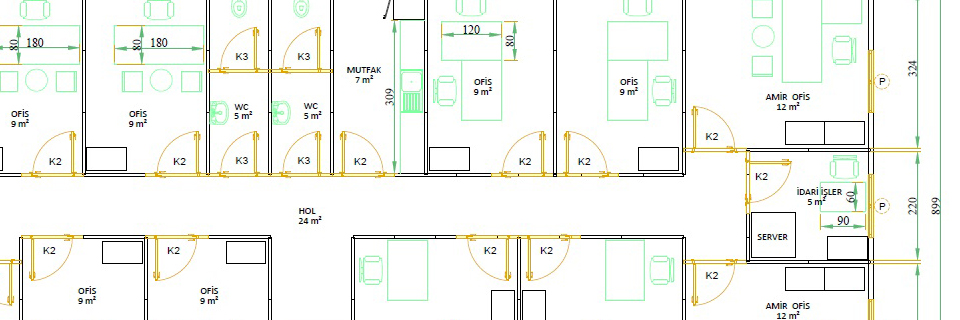 80
180
80
180
K3
K3
120
80
324
MUTFAK
7 m²
309
OFİS
9 m²
OFİS
9 m²
P
AMİR OFİS
12 m²
OFİS
9 m²
OFİS
9 m²
WC
5 m²
WC
5 m²
K2
K2
K2
K3
K3
K2
K2
K2
K2
İDARİ İŞLER
5 m²
60
P
220
899
HOL
24 m²
90
SERVER
K2
K2
K2
K2
K2
OFİS
9 m²
OFİS
9 m²
AMİR OFİS
12 m²